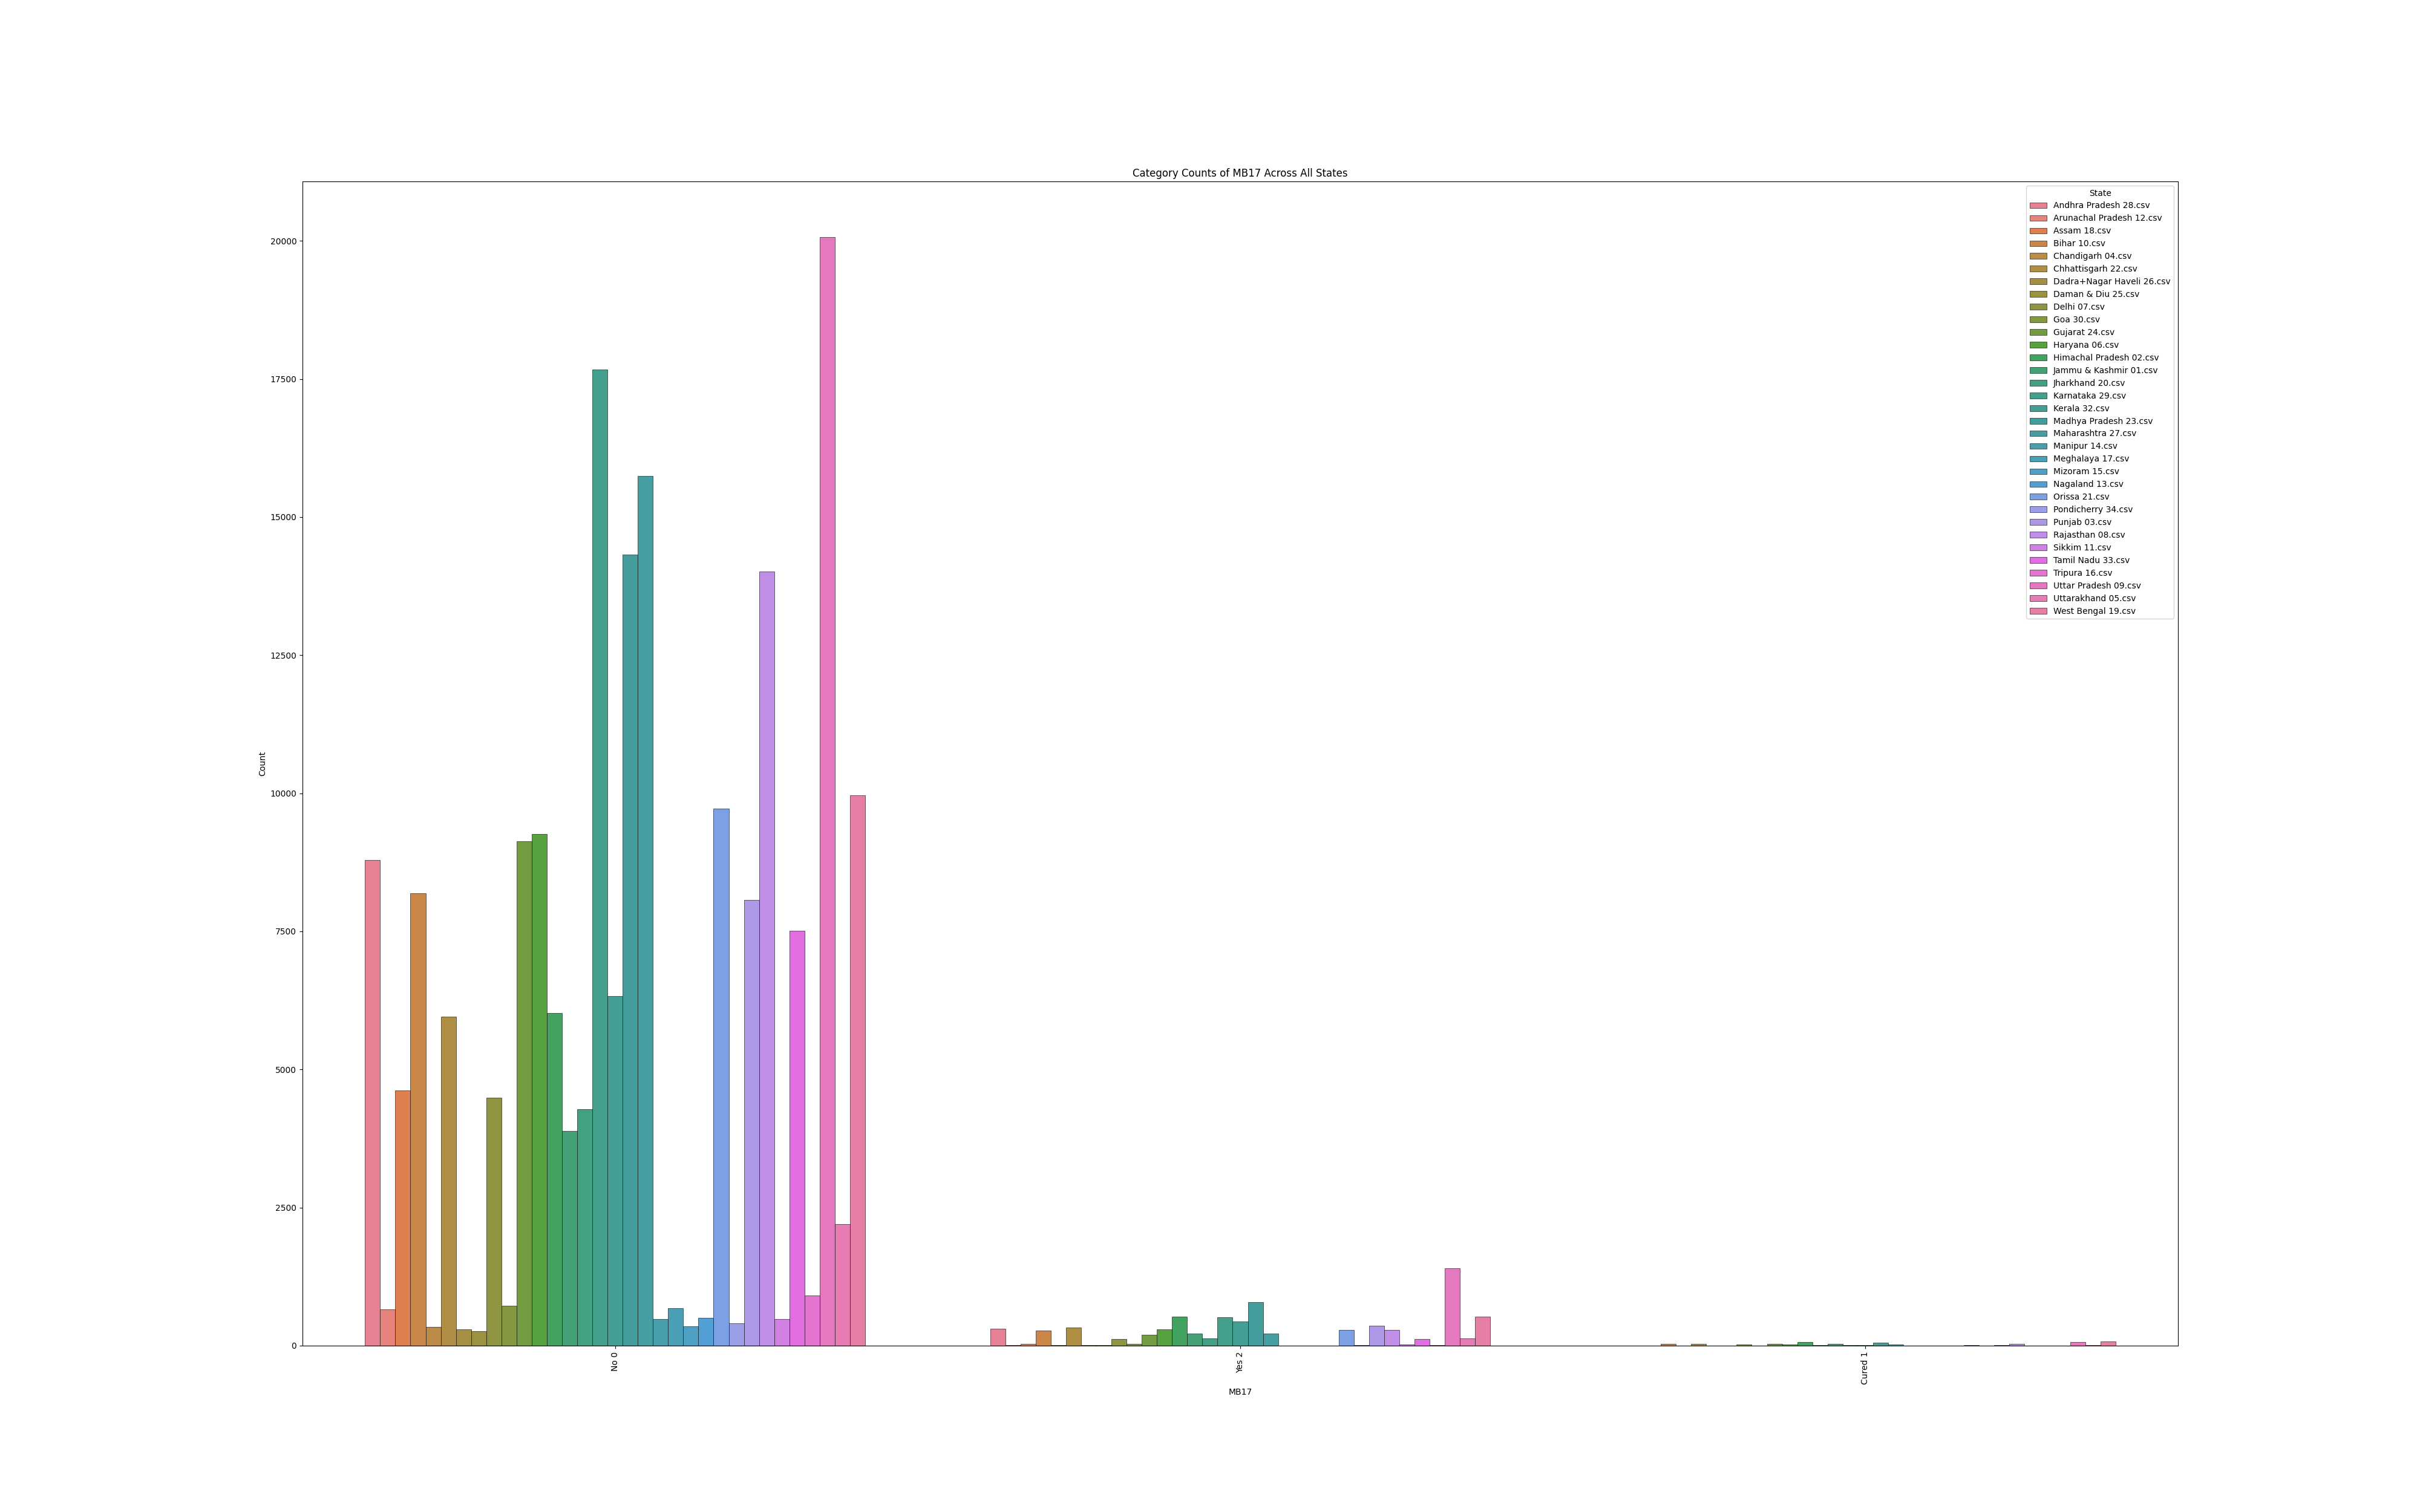 Category Counts of MB17 Across All States
20000
17500
15000
12500
10000
7500
5000
2500
0
Count
No 0
Yes 2
Cured 1
MB17
State
Andhra Pradesh 28.csv
Arunachal Pradesh 12.csv
Assam 18.csv
Bihar 10.csv
Chandigarh 04.csv
Chhattisgarh 22.csv
Dadra+Nagar Haveli 26.csv
Daman & Diu 25.csv
Delhi 07.csv
Goa 30.csv
Gujarat 24.csv
Haryana 06.csv
Himachal Pradesh 02.csv
Jammu & Kashmir 01.csv
Jharkhand 20.csv
Karnataka 29.csv
Kerala 32.csv
Madhya Pradesh 23.csv
Maharashtra 27.csv
Manipur 14.csv
Meghalaya 17.csv
Mizoram 15.csv
Nagaland 13.csv
Orissa 21.csv
Pondicherry 34.csv
Punjab 03.csv
Rajasthan 08.csv
Sikkim 11.csv
Tamil Nadu 33.csv
Tripura 16.csv
Uttar Pradesh 09.csv
Uttarakhand 05.csv
West Bengal 19.csv